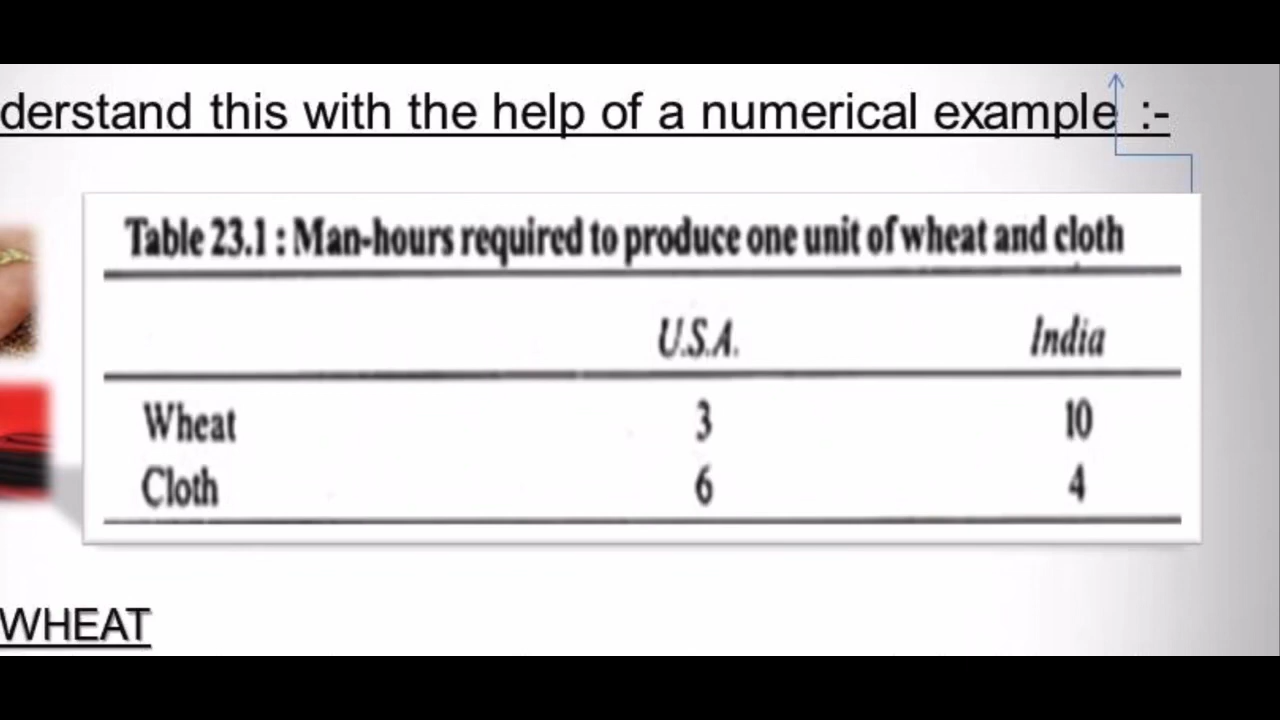 derstand this with the help of a numerical example :-
Table 23.1 : Man-hours required to produce one unit of wheat and cloth
U.S.A. India
Wheat 3 10
Cloth 6 4
WHEAT